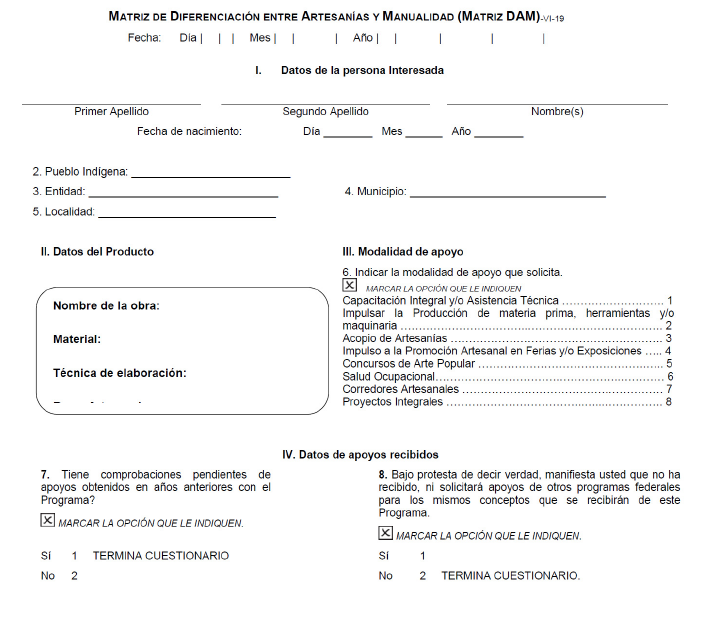 MATRIZ DE DIFERENCIACIÓN ENTRE ARTESANÍAS Y MANUALIDAD (MATRIZ DAM)-VI-19
Fecha: Día | | | Mes | | | Año | | | | |
I. Datos de la persona Interesada
Primer Apellido Segundo Apellido Nombre(s)
Fecha de nacimiento: Día ________ Mes ______ Año ________
2. Pueblo Indígena: __________________________
3. Entidad: _______________________________ 4. Municipio: ________________________________
5. Localidad: _____________________________
II. Datos del Producto
Nombre de la obra:
Material:
Técnica de elaboración:
III. Modalidad de apoyo
6. Indicar la modalidad de apoyo que solicita.
X MARCAR LA OPCIÓN QUE LE INDIQUEN
Capacitación Integral y/o Asistencia Técnica ............................ 1
Impulsar la Producción de materia prima, herramientas y/o
maquinaria ........................................................................ 2
Acopio de Artesanías .......................................................... 3
Impulso a la Promoción Artesanal en Ferias y/o Exposiciones ..... 4
Concursos de Arte Popular ................................................... 5
Salud Ocupacional............................................................... 6
Corredores Artesanales ....................................................... 7
Proyectos Integrales ............................................................ 8
IV. Datos de apoyos recibidos
7. Tiene comprobaciones pendientes de
apoyos obtenidos en años anteriores con el
Programa?
X MARCAR LA OPCIÓN QUE LE INDIQUEN.
Sí 1 TERMINA CUESTIONARIO
No 2
8. Bajo protesta de decir verdad, manifiesta usted que no ha
recibido, ni solicitará apoyos de otros programas federales
para los mismos conceptos que se recibirán de este
Programa.
X MARCAR LA OPCIÓN QUE LE INDIQUEN.
Sí 1
No 2 TERMINA CUESTIONARIO.